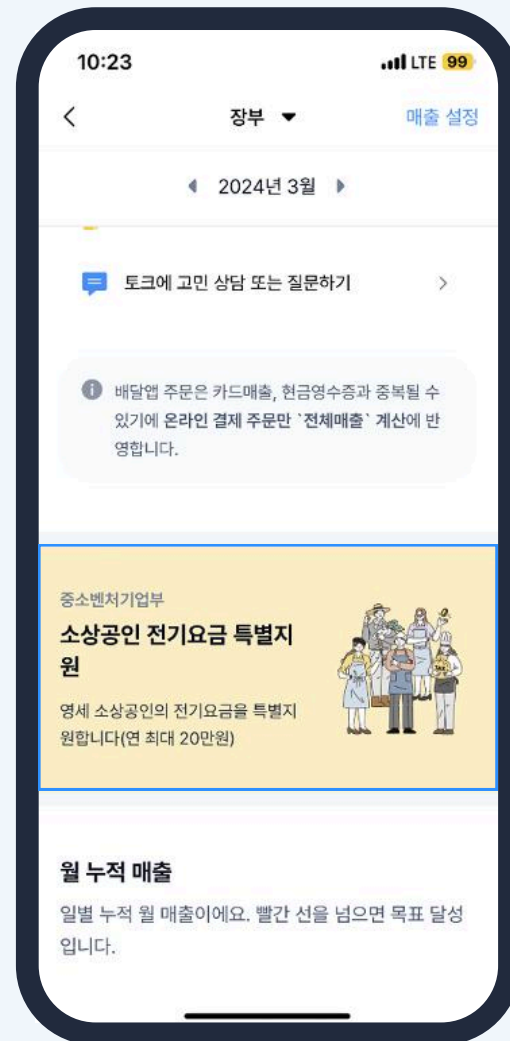 10:23
LTE 99
장부
매출 설정
2024년 3월
토크에 고민 상담 또는 질문하기
배달앱 주문은 카드매출, 현금영수증과 중복될 수
있기에 온라인 결제 주문만 `전체매출` 계산에 반
영합니다.
중소벤처기업부
소상공인 전기요금 특별지
원
영세 소상공인의 전기요금을 특별지
원합니다(연 최대 20만원)
월 누적 매출
일별 누적 월 매출이에요. 빨간 선을 넘으면 목표 달성
입니다.